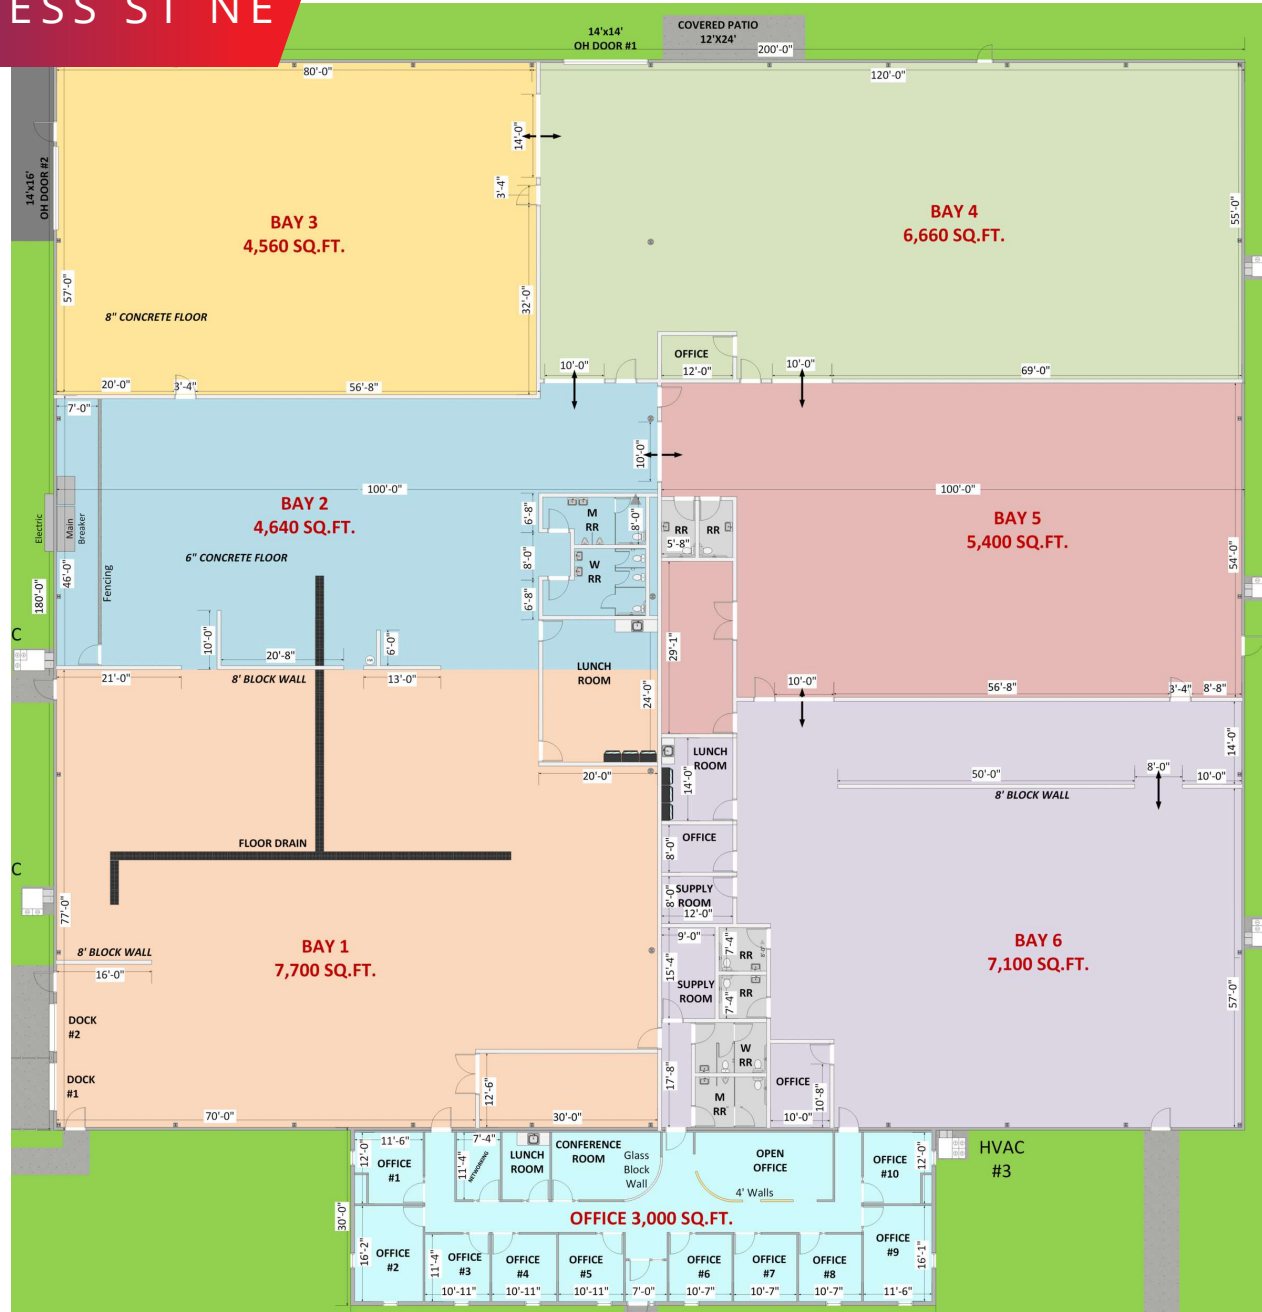 ESS ST NE
14'x14'
OH DOOR #1
COVERED PATIO
12'X24'
200'-0"
80'-0"
120'-0"
14'-0"
3'-4"
14'x16'
OH DOOR #2
BAY 3
4,560 SQ.FT.
BAY 4
6,660 SQ.FT.
55'-0"
57'-0"
32'-0"
8" CONCRETE FLOOR
OFFICE
12'-0"
10'-0"
10'-0"
69'-0"
20'-0"
3'-4"
56'-8"
7'-0"
10'-0"
100'-0"
100'-0"
BAY 2
4,640 SQ.FT.
6" CONCRETE FLOOR
Electric
Main
Breaker
Fencing
46'-0"
180'-0"
6'-8"
8'-0"
6'-8"
M
RR
8'-0"
W
RR
RR
RR
5'-8"
BAY 5
5,400 SQ.FT.
54'-0"
29'-1"
C
10'-0"
20'-8"
6'-0"
21'-0"
8' BLOCK WALL
13'-0"
LUNCH
ROOM
24'-0"
20'-0"
10'-0"
56'-8"
3'-4"
8'-8"
14'-0"
LUNCH
ROOM
14'-0"
50'-0"
8'-0"
10'-0"
8' BLOCK WALL
FLOOR DRAIN
OFFICE
8'-0"
C
SUPPLY
ROOM
8'-0"
12'-0"
77'-0"
BAY 1
7,700 SQ.FT.
BAY 6
7,100 SQ.FT.
57'-0"
8' BLOCK WALL
16'-0"
9'-0"
15'-4"
7'-4"
RR
SUPPLY
ROOM
7'-4"
RR
DOCK
#2
DOCK
#1
W
RR
M
RR
17'-8"
OFFICE
10'-8"
10'-0"
12'-6"
70'-0"
30'-0"
12'-0"
11'-6"
OFFICE
#1
7'-4"
11'-4"
NETWORKING
LUNCH
ROOM
CONFERENCE
ROOM
Glass
Block
Wall
OPEN
OFFICE
4' Walls
OFFICE
#10
12'-0"
HVAC
#3
OFFICE 3,000 SQ.FT.
30'-0"
16'-2"
OFFICE
#2
11'-4"
OFFICE
#3
10'-11"
OFFICE
#4
10'-11"
OFFICE
#5
10'-11"
7'-0"
OFFICE
#6
10'-7"
OFFICE
#7
10'-7"
OFFICE
#8
10'-7"
OFFICE
#9
16'-1"
11'-6"